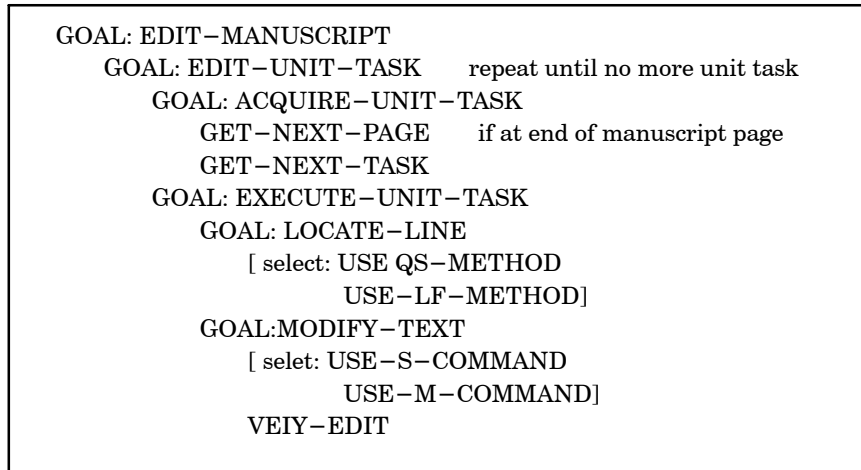 GOAL: EDIT−MANUSCRIPT
GOAL: EDIT−UNIT−TASK repeat until no more unit task
GOAL: ACQUIRE−UNIT−TASK
GET−NEXT−PAGE if at end of manuscript page
GET−NEXT−TASK
GOAL: EXECUTE−UNIT−TASK
GOAL: LOCATE−LINE
[ select: USE QS−METHOD
USE−LF−METHOD]
GOAL:MODIFY−TEXT
[ selet: USE−S−COMMAND
USE−M−COMMAND]
VEIY−EDIT